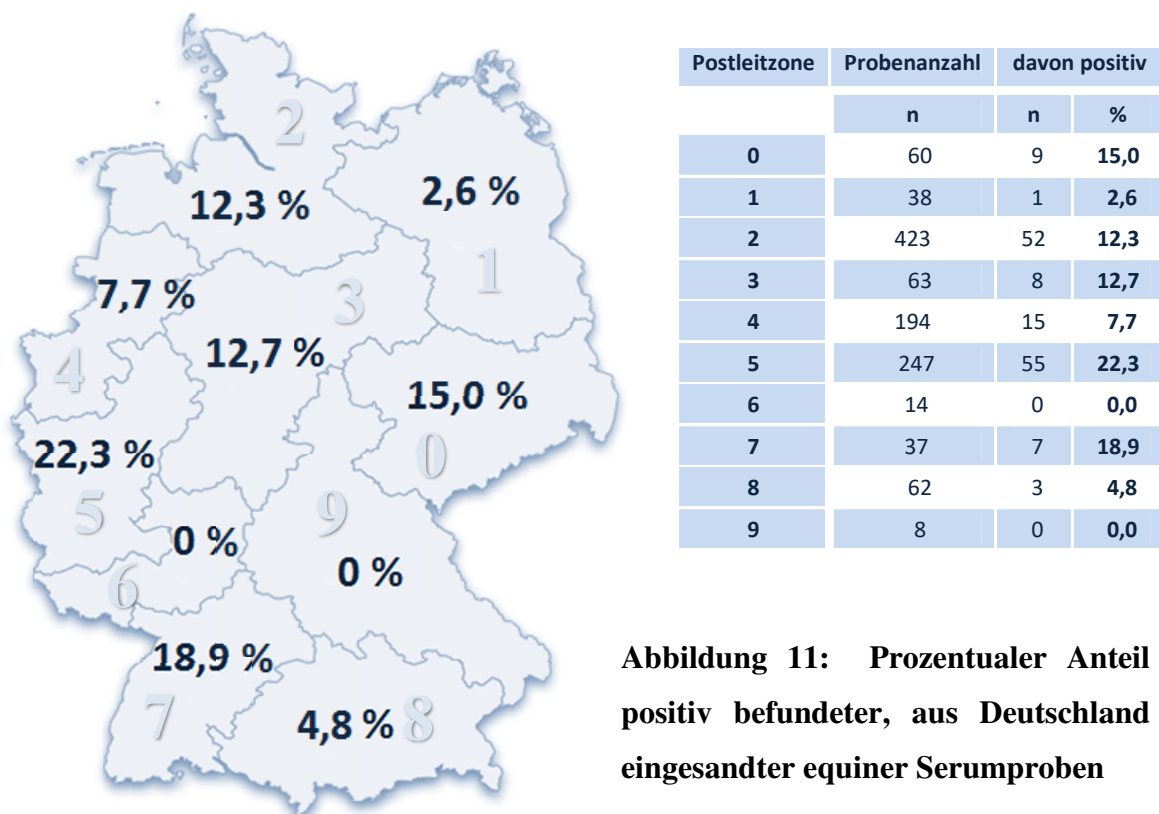 2
12,3 %
2,6 %
1
7,7 %
3
12,7 %
4
15,0 %
22,3 %
0
5
9
0 %
0 %
6
18,9 %
7
4,8 %
8
Postleitzone Probenanzahl davon positiv
n n %
0 60 9 15,0
1 38 1 2,6
2 423 52 12,3
3 63 8 12,7
4 194 15 7,7
5 247 55 22,3
6 14 0 0,0
7 37 7 18,9
8 62 3 4,8
9 8 0 0,0
Abbildung 11: Prozentualer Anteil
positiv befundeter, aus Deutschland
eingesandter equiner Serumproben